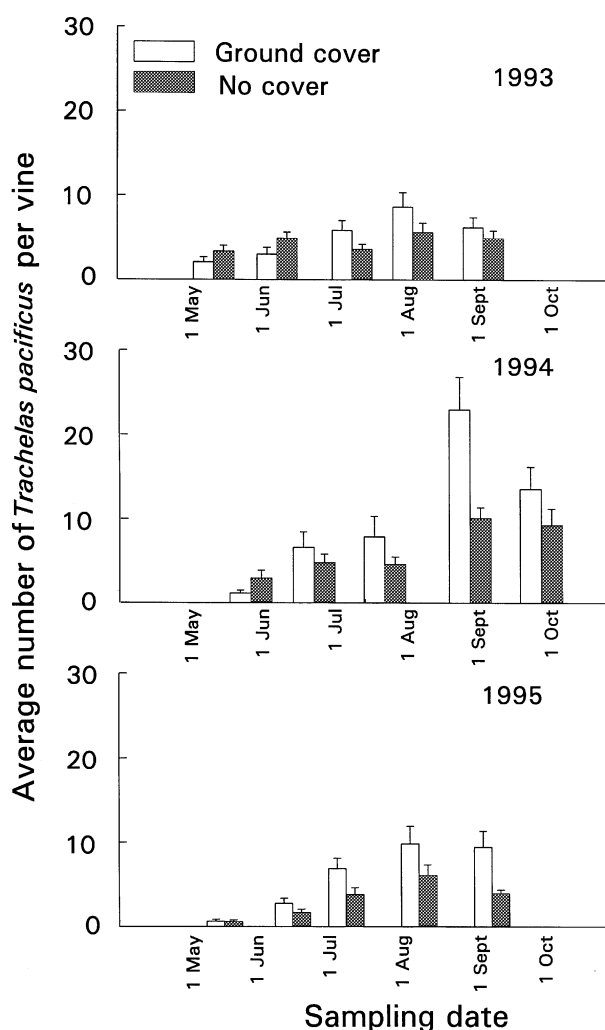 Average number of Trachelas pacificus per vine
30
20
10
0
Ground cover
No cover
1993
1 May
1 Jun
1 Jul
1 Aug
1 Sept
1 Oct
30
20
10
0
1994
1 May
1 Jun
1 Jul
1 Aug
1 Sept
1 Oct
30
20
10
0
1995
1 May
1 Jun
1 Jul
1 Aug
1 Sept
1 Oct
Sampling date